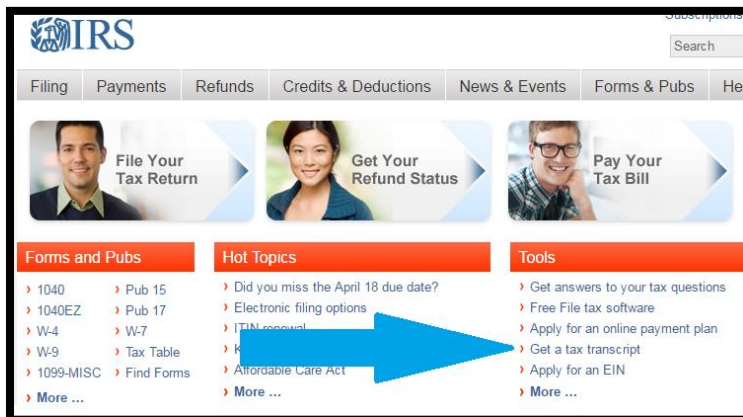 Subscriptions
IRS
Search
Filing Payments Refunds Credits & Deductions News & Events Forms & Pubs He
File Your
Tax Return
Get Your
Refund Status
Pay Your
Tax Bill
Forms and Pubs
1040
1040EZ
W-4
W-9
1099-MISC
More ...
Pub 15
Pub 17
W-7
Tax Table
Find Forms
Hot Topics
Did you miss the April 18 due date?
Electronic filing options
ITIN renewal
Affordable Care Act
More ...
Tools
Get answers to your tax questions
Free File tax software
Apply for an online payment plan
Get a tax transcript
Apply for an EIN
More ...